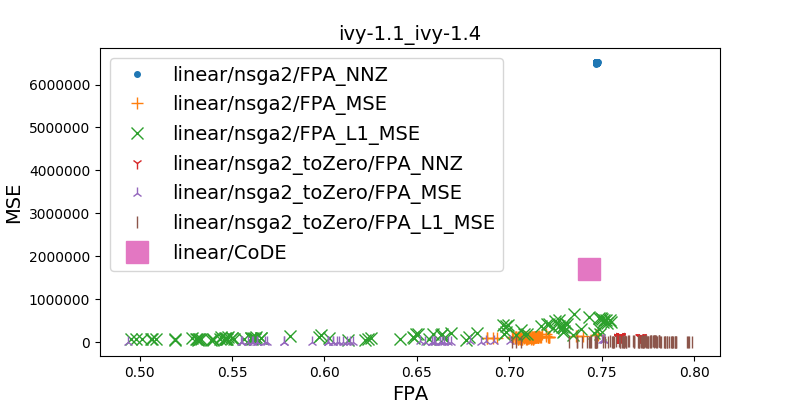 ivy-1.1_ivy-1.4
linear/nsga2/FPA_NNZ
linear/nsga2/FPA_MSE
linear/nsga2/FPA_L1_MSE
linear/nsga2_toZero/FPA_NNZ
linear/nsga2_toZero/FPA_MSE
linear/nsga2_toZero/FPA_L1_MSE
linear/CoDE
MSE
6000000
5000000
4000000
3000000
2000000
1000000
0
0.50 0.55 0.60 0.65 0.70 0.75 0.80
FPA